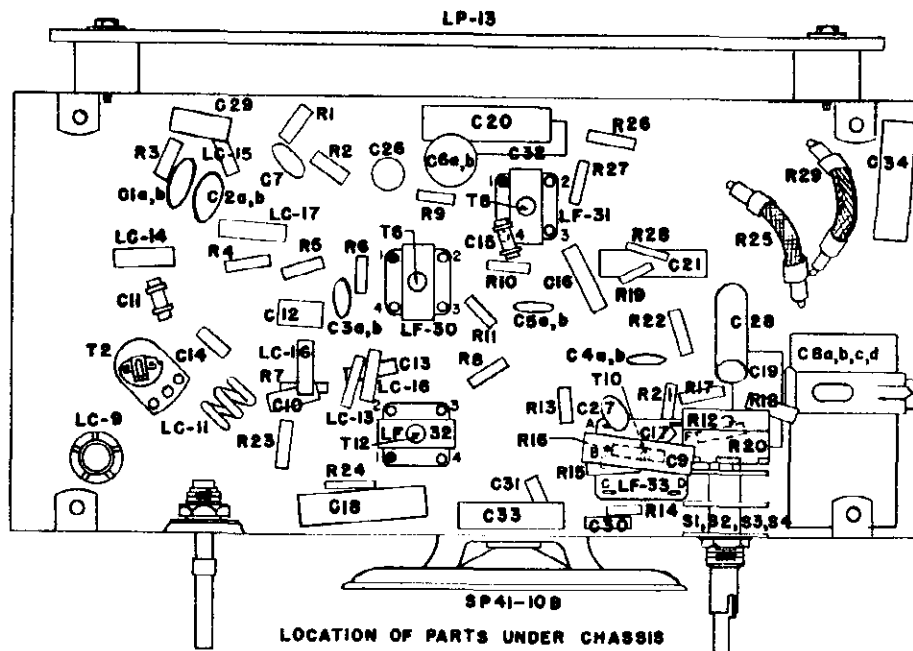 LP-13
C29
R1
C20
R26
R3
LC-15
R2
C26
C6a,b
C32
R27
R29
C34
C7
C1a,b
C2a,b
R9
T8
1
2
3
4
LF-31
LC-17
C15
R28
R25
LC-14
R4
R5
R6
T6
1
2
4
3
LF-30
R10
C16
C21
R19
C11
C12
C3a,b
R11
C5a,b
R22
C28
T2
C14
LC-16
C13
R8
C4a,b
C19
C8a,b,c,d
R7
C10
LC-13
LC-16
T10
R21
R17
R18
LC-11
R13
C27
R12
LC-9
R23
T12
2
3
LF-32
1
4
R16
A
B
C17
F
R20
C9
R15
C
LF-33
D
R24
C31
R14
C18
C33
C30
S1,S2,S3,S4
SP41-10B
LOCATION OF PARTS UNDER CHASSIS